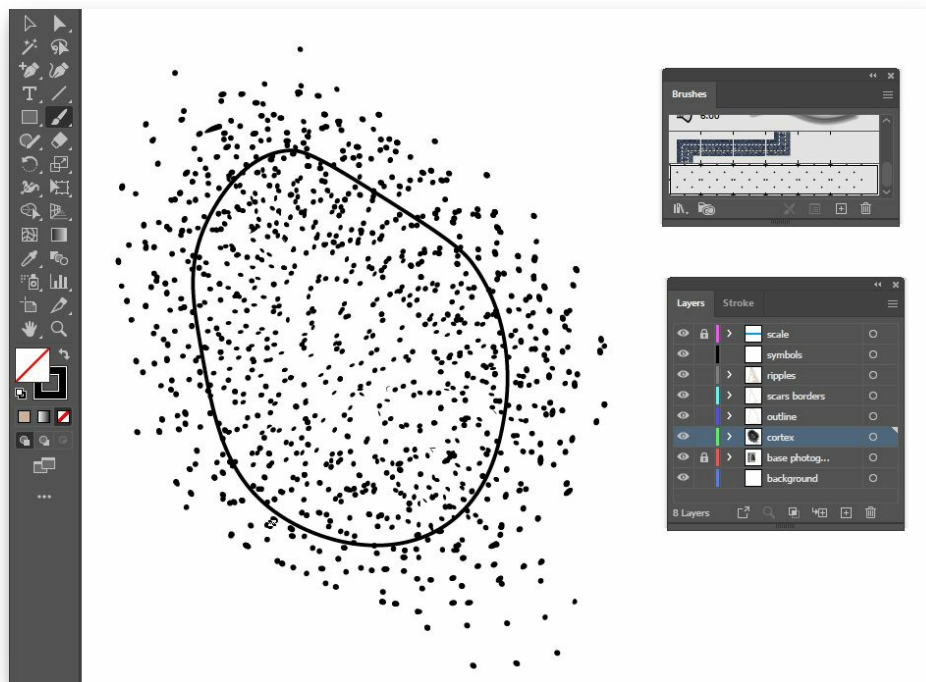 T
Brushes
6.00
Layers Stroke
scale
symbols
ripples
scars borders
outline
cortex
base photog...
background
8 Layers